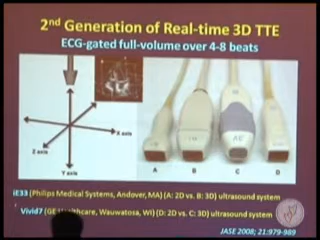 2nd Generation of Real-time 3D TTE
ECG-gated full-volume over 4-8 beats
X axis
Z axis
Y axis
A B C D
iE33 (Philips Medical Systems, Andover, MA) (A: 2D vs. B: 3D) ultrasound system
Vivid7 (GE Healthcare, Wauwatosa, WI) (D: 2D vs. C: 3D) ultrasound system
JASE 2008; 21:979-989